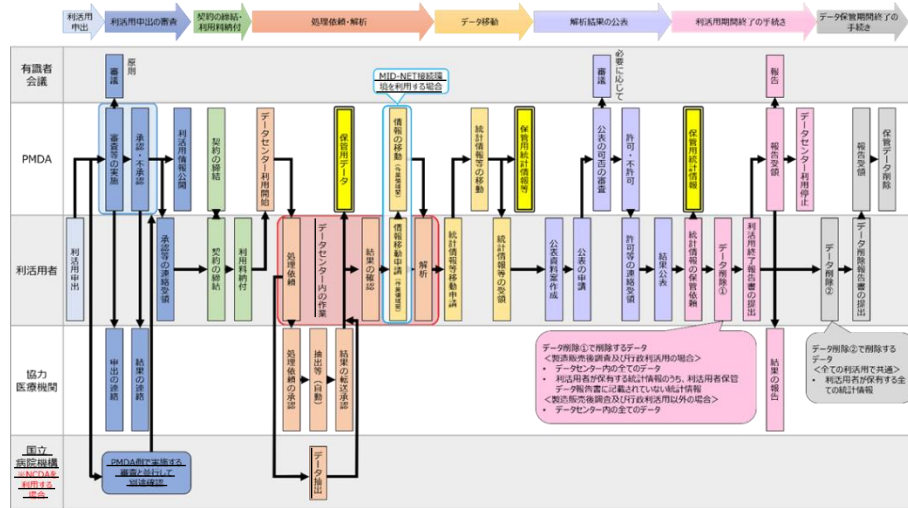 利活用
申出
利活用申出の審査
契約の締結・
利用料納付
処理依頼・解析
データ移動
解析結果の公表
利活用期間終了の手続き
データ保管期間終了の
手続き
有識者
会議
審議
原則
MID-NET接続環
境を利用する場合
審議
必要に応じて
報告
PMDA
審査等の実施
承認・不承認
利活用情報公開
契約の締結
データセンター利用開始
保管用データ
情報の移動(作業領域間)
統計情報等の移動
保管用統計情報等
公表の可否の審査
許可・不許可
保管用統計情報
報告受領
データセンター利用停止
報告受領
保管データ削除
利活用者
利活用申出
承認等の連絡受領
契約の締結
利用料納付
処理依頼
データセンター内の作業
結果の確認
情報移動申請(作業領域間)
解析
統計情報等移動申請
統計情報等の受領
公表資料案作成
公表の申請
許可等の連絡受領
結果公表
統計情報の保管依頼
データ削除①
利活用終了報告書の提出
データ削除②
データ削除報告書の提出
協力
医療機関
申出の連絡
結果の連絡
処理依頼の承認
抽出等(自動)
結果の転送承認
データ削除①で削除するデータ
<製造販売後調査及び行政利活用の場合>
・ データセンター内の全てのデータ
・ 利活用者が保有する統計情報のうち、利活用者保管
データ報告書に記載されていない統計情報
<製造販売後調査及び行政利活用以外の場合>
・ データセンター内の全てのデータ
結果の報告
データ削除②で削除する
データ
<全ての利活用で共通>
・ 利活用者が保有する全
ての統計情報
国立
病院機構
※NCDAを
利用する
場合
PMDA側で実施する
審査と並行して
別途確認
データ抽出